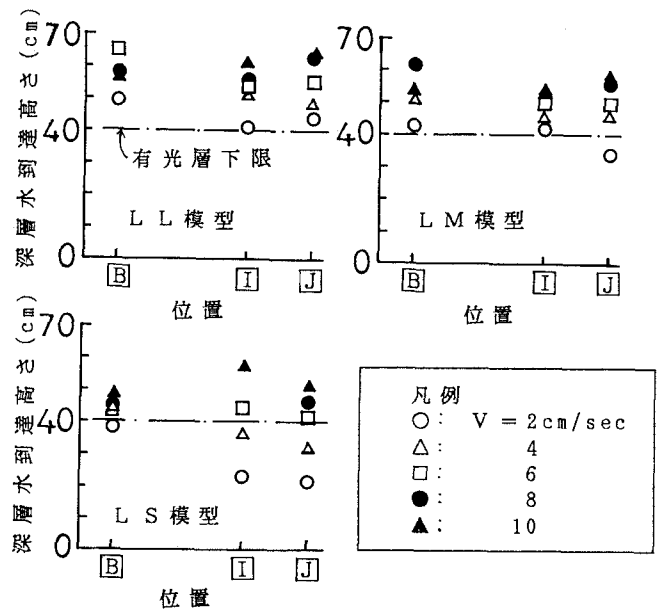 深層水到達高さ(cm)
70
40
0
有光層下限
LL模型
B I J
位置
70
40
0
LM模型
B I J
位置
深層水到達高さ(cm)
70
40
0
LS模型
B I J
位置
凡例
○: V=2cm/sec
△: 4
□: 6
●: 8
▲: 10